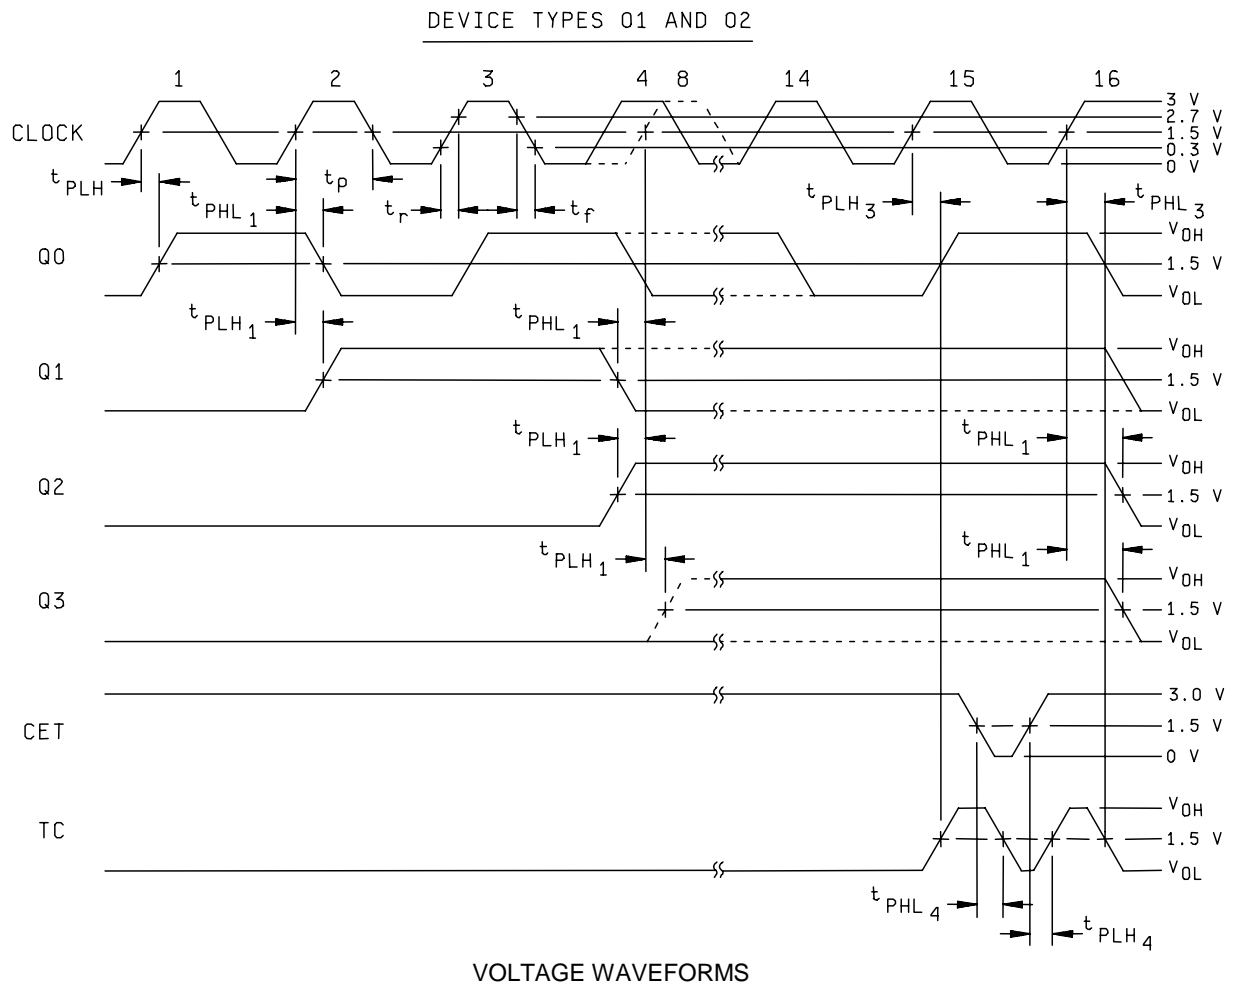 DEVICE TYPES 01 AND 02
1 2 3 4 8 14 15 16
CLOCK
3 V
2.7 V
1.5 V
0.3 V
0 V
tPLH
tPHL1
tp
tr
tf
tPLH3
tPHL3
Q0
VOH
1.5 V
VOL
tPLH1
tPHL1
Q1
VOH
1.5 V
VOL
tPLH1
tPHL1
Q2
VOH
1.5 V
VOL
tPLH1
tPHL1
Q3
VOH
1.5 V
VOL
CET
3.0 V
1.5 V
0 V
TC
VOH
1.5 V
VOL
tPHL4
tPLH4
VOLTAGE WAVEFORMS